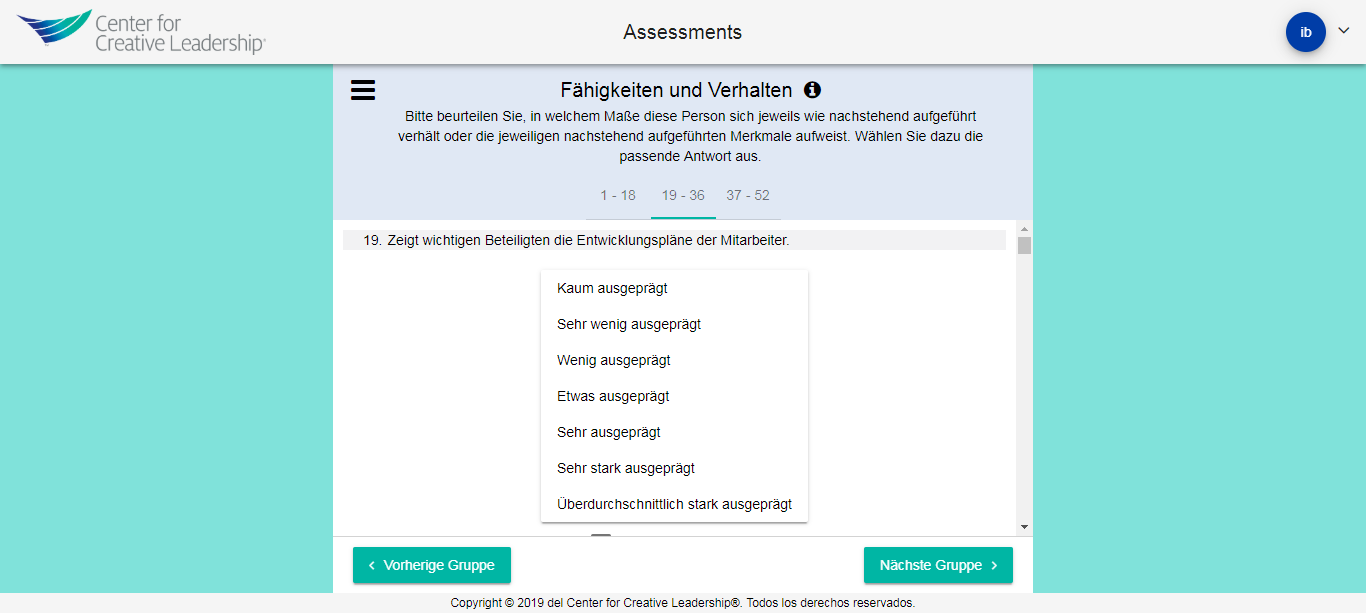 Center for
Creative Leadership®
Assessments
ib
Fähigkeiten und Verhalten
Bitte beurteilen Sie, in welchem Maße diese Person sich jeweils wie nachstehend aufgeführt
verhält oder die jeweiligen nachstehend aufgeführten Merkmale aufweist. Wählen Sie dazu die
passende Antwort aus.
1 - 18 19 - 36 37 - 52
19. Zeigt wichtigen Beteiligten die Entwicklungspläne der Mitarbeiter.
Kaum ausgeprägt
Sehr wenig ausgeprägt
Wenig ausgeprägt
Etwas ausgeprägt
Sehr ausgeprägt
Sehr stark ausgeprägt
Überdurchschnittlich stark ausgeprägt
Vorherige Gruppe Nächste Gruppe
Copyright © 2019 del Center for Creative Leadership®. Todos los derechos reservados.